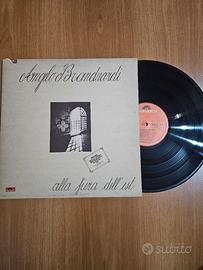 Angelo Branduardi
alla fiera dell'est
subito